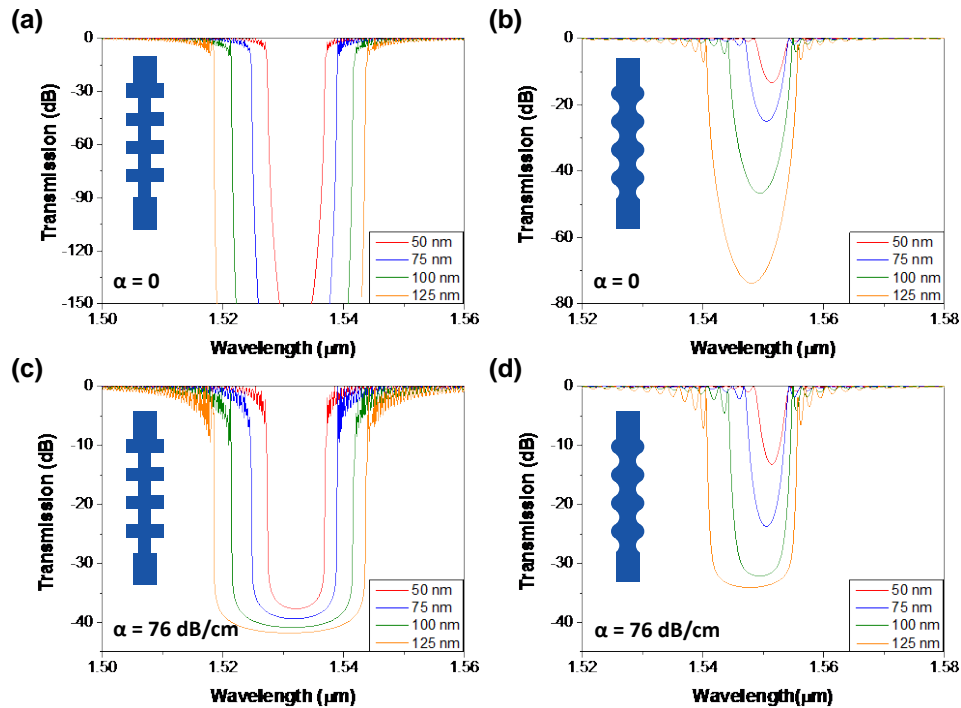 (a)
Transmission (dB)
0
-30
-60
-90
-120
-150
α = 0
50 nm
75 nm
100 nm
125 nm
1.50
1.52
1.54
1.56
Wavelength (μm)
(b)
Transmission (dB)
0
-20
-40
-60
-80
α = 0
50 nm
75 nm
100 nm
125 nm
1.52
1.54
1.56
1.58
Wavelength (μm)
(c)
Transmission (dB)
0
-10
-20
-30
-40
α = 76 dB/cm
50 nm
75 nm
100 nm
125 nm
1.50
1.52
1.54
1.56
Wavelength (μm)
(d)
Transmission (dB)
0
-10
-20
-30
-40
α = 76 dB/cm
50 nm
75 nm
100 nm
125 nm
1.52
1.54
1.56
1.58
Wavelength (μm)